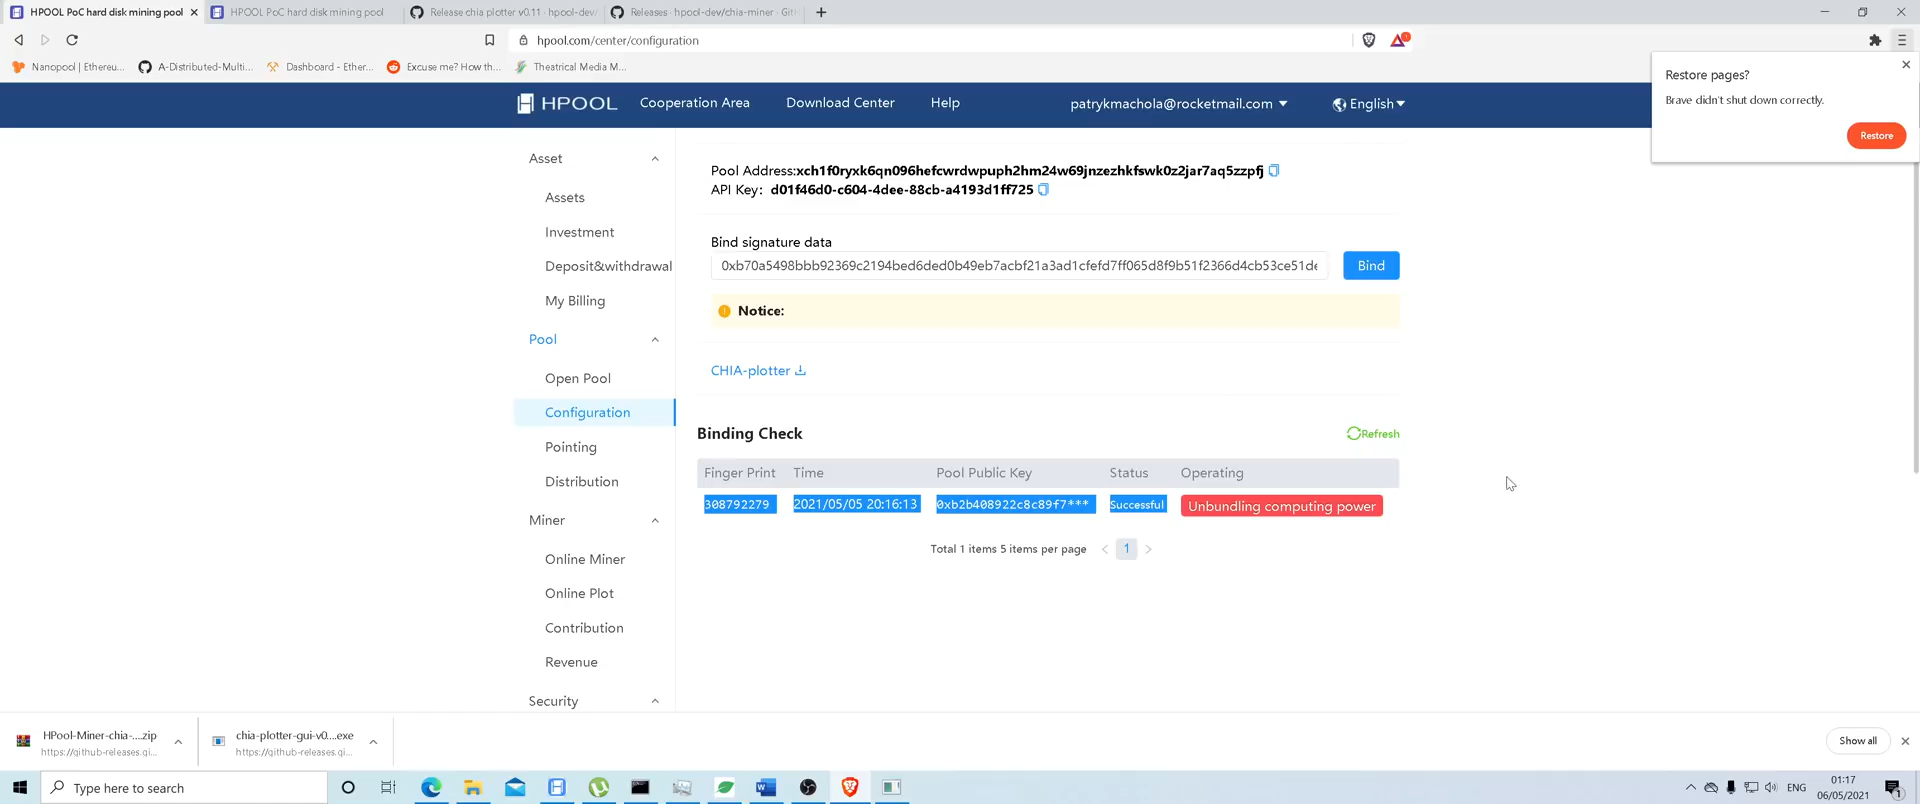 HPOOL PoC hard disk mining pool
HPOOL PoC hard disk mining pool
Release chia plotter v0.11 · hpool-dev/
Releases · hpool-dev/chia-miner · Git
hpool.com/center/configuration
Nanopool | Ethereu...
A-Distributed-Multi...
Dashboard - Ether...
Excuse me? How th...
Theatrical Media M...
Restore pages?
Brave didn't shut down correctly.
Restore
HPOOL
Cooperation Area
Download Center
Help
patrykmachola@rocketmail.com
English
Asset
Assets
Investment
Deposit&withdrawal
My Billing
Pool
Open Pool
Configuration
Pointing
Distribution
Miner
Online Miner
Online Plot
Contribution
Revenue
Security
Pool Address:xch1f0ryxk6qn096hefcwrdwpuph2hm24w69jnzezhkfswk0z2jar7aq5zzpfj
API Key: d01f46d0-c604-4dee-88cb-a4193d1ff725
Bind signature data
0xb70a5498bbb92369c2194bed6ded0b49eb7acbf21a3ad1cfefd7ff065d8f9b51f2366d4cb53ce51de
Bind
Notice:
CHIA-plotter
Binding Check
Refresh
Finger Print Time Pool Public Key Status Operating
308792279 2021/05/05 20:16:13 0xb2b408922c8c89f7*** Successful Unbundling computing power
Total 1 items 5 items per page < 1 >
HPool-Miner-chia-....zip
https://github-releases.gi...
chia-plotter-gui-v0....exe
https://github-releases.gi...
Show all
Type here to search
ENG
01:17
06/05/2021
1